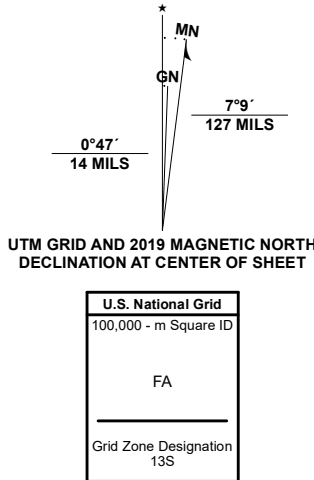 ★
MN
GN
7°9´
127 MILS
0°47´
14 MILS
UTM GRID AND 2019 MAGNETIC NORTH
DECLINATION AT CENTER OF SHEET
U.S. National Grid
100,000 - m Square ID
FA
Grid Zone Designation
13S